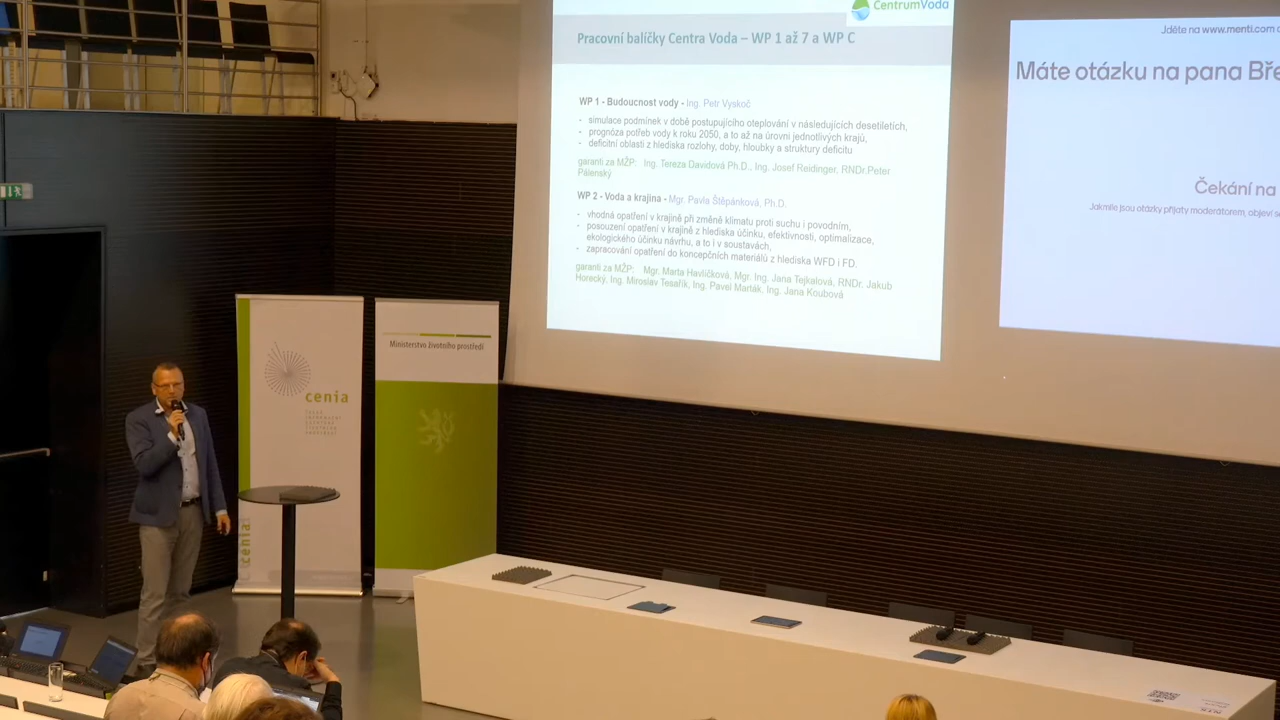 CentrumVoda
Pracovní balíčky Centra Voda – WP 1 až 7 a WP C
WP 1 - Budoucnost vody - Ing. Petr Vyskoč
- simulace podmínek v době postupujícího oteplování v následujících desetiletích,
- prognóza potřeb vody k roku 2050, a to až na úrovni jednotlivých krajů,
- deficitní oblasti z hlediska rozlohy, doby, hloubky a struktury deficitu
garanti za MŽP: Ing. Tereza Davidová Ph.D., Ing. Josef Reidinger, RNDr.Peter
Pálenský
WP 2 - Voda a krajina - Mgr. Pavla Štěpánková, Ph.D.
- vhodná opatření v krajině při změně klimatu proti suchu i povodním,
- posouzení opatření v krajině z hlediska účinku, efektivnosti, optimalizace,
ekologického účinku návrhu, a to i v soustavách,
- zapracování opatření do koncepčních materiálů z hlediska WFD i FD.
garanti za MŽP: Mgr. Marta Havlíčková, Mgr. Ing. Jana Tejkalová, RNDr. Jakub
Horecký, Ing. Miroslav Tesařík, Ing. Pavel Marták, Ing. Jana Koubová
Jděte na www.menti.com
Máte otázku na pana Bře
Čekání na
Jakmile jsou otázky přijaty moderátorem, objeví
cenia
Ministerstvo životního prostředí
cenia